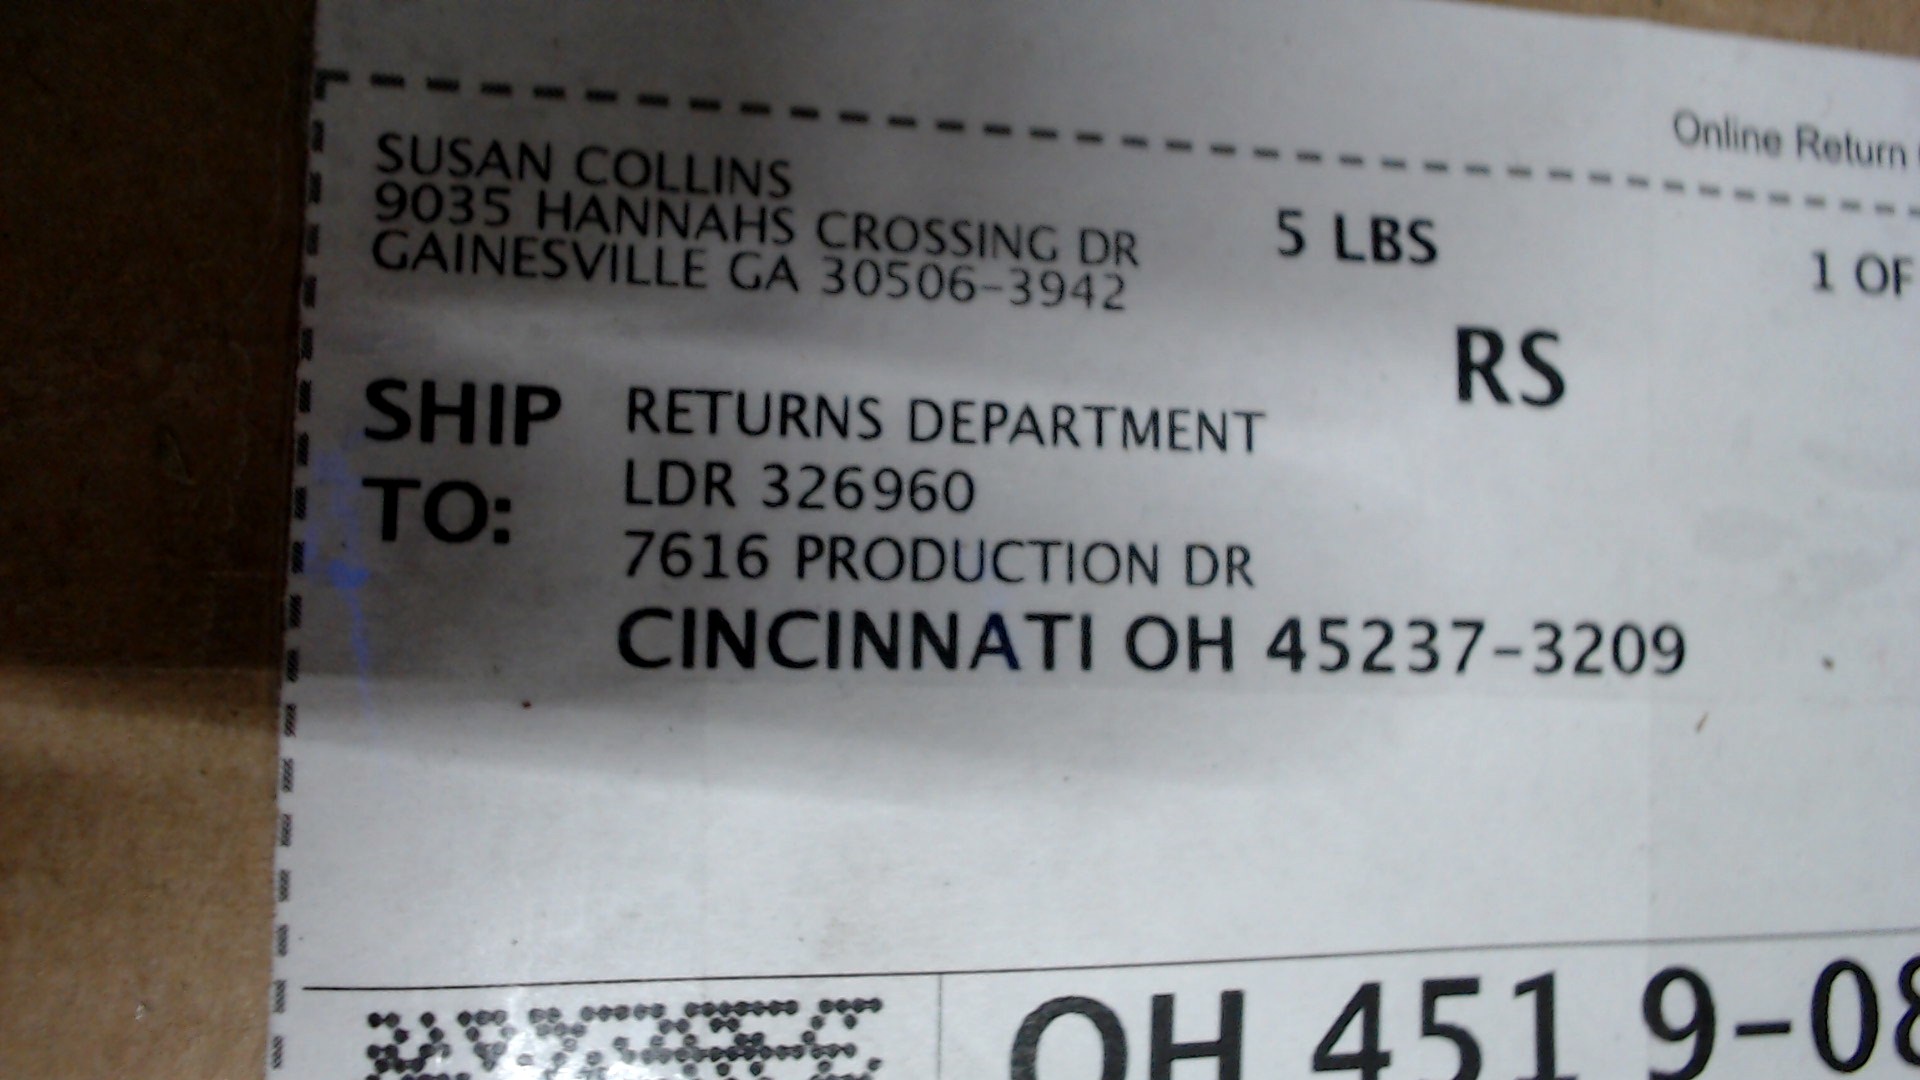 Online Return
SUSAN COLLINS
9035 HANNAHS CROSSING DR
GAINESVILLE GA 30506-3942
5 LBS
1 OF
RS
SHIP TO:
RETURNS DEPARTMENT
LDR 326960
7616 PRODUCTION DR
CINCINNATI OH 45237-3209
OH 451 9-08